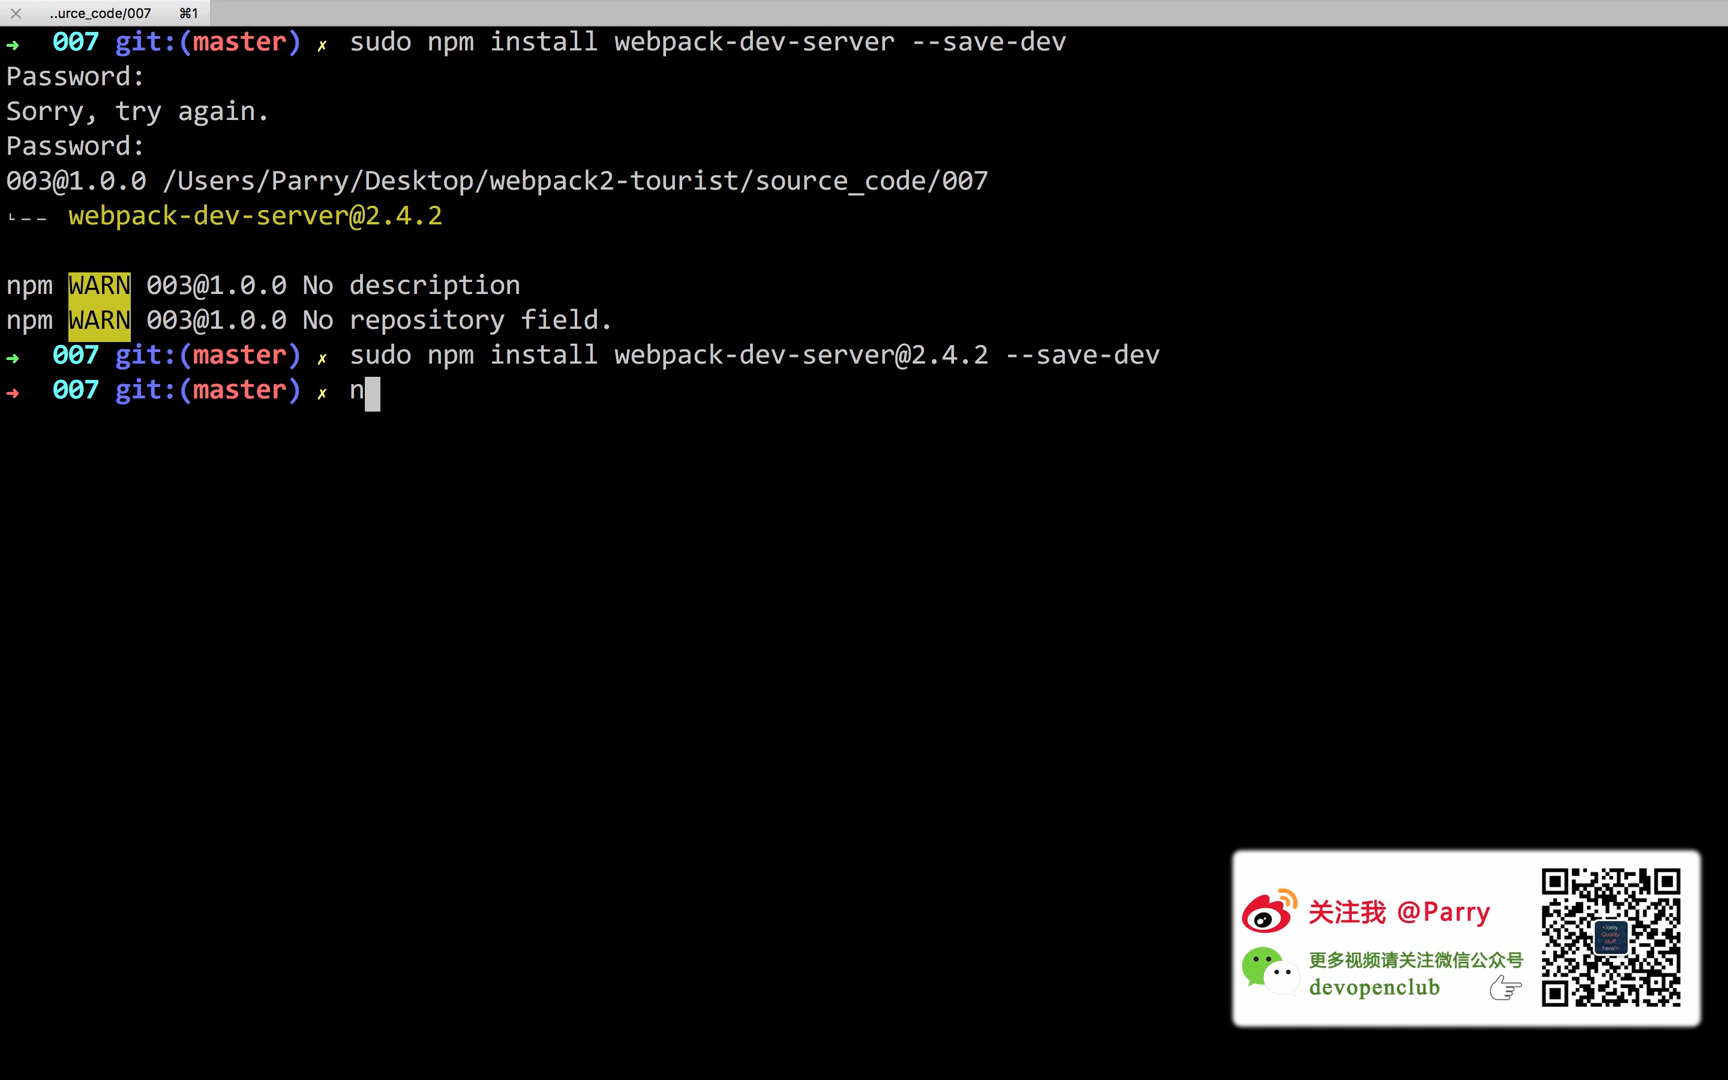 ..urce_code/007 ⌘1
➜ 007 git:(master) ✗ sudo npm install webpack-dev-server --save-dev
Password:
Sorry, try again.
Password:
003@1.0.0 /Users/Parry/Desktop/webpack2-tourist/source_code/007
└── webpack-dev-server@2.4.2
npm WARN 003@1.0.0 No description
npm WARN 003@1.0.0 No repository field.
➜ 007 git:(master) ✗ sudo npm install webpack-dev-server@2.4.2 --save-dev
➜ 007 git:(master) ✗ n
关注我 @Parry
更多视频请关注微信公众号
devopenclub
<!only
Quality
stuff
here!>